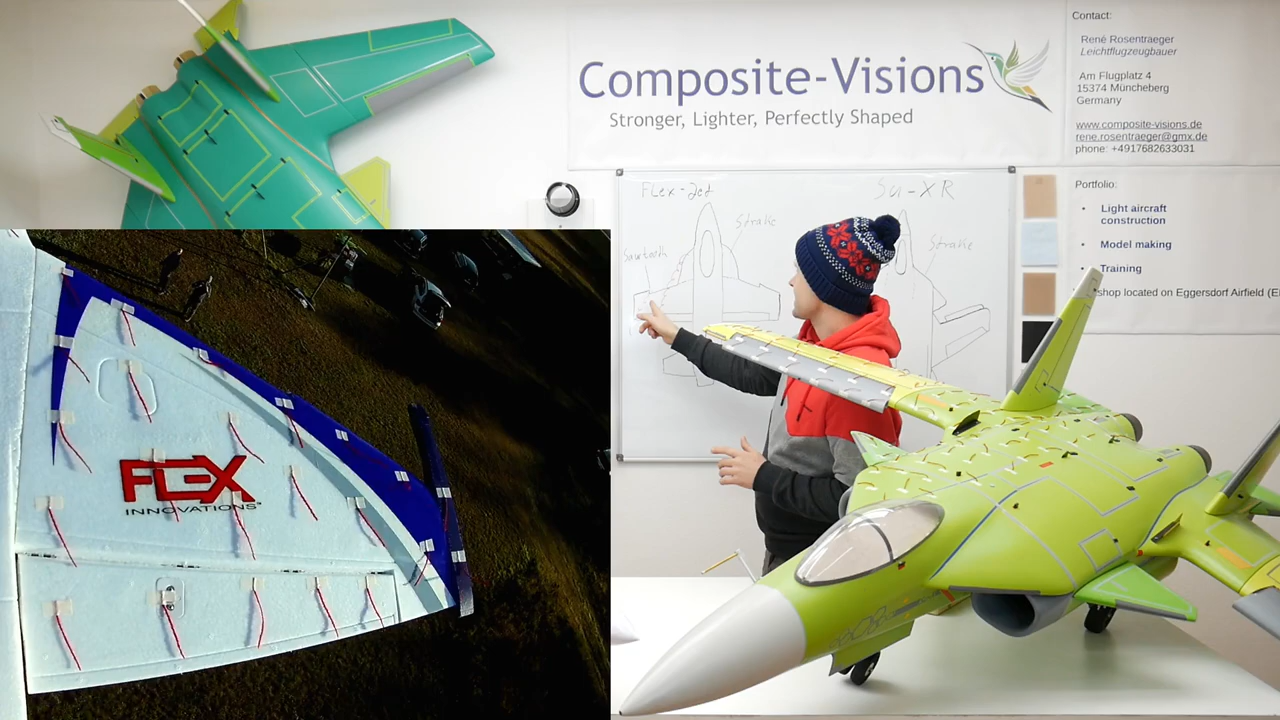 Composite-Visions
Stronger, Lighter, Perfectly Shaped
Contact:
René Rosentraeger
Leichtflugzeugbauer
Am Flugplatz 4
15374 Müncheberg
Germany
www.composite-visions.de
rene.rosentraeger@gmx.de
phone: +4917682633031
Portfolio:
• Light aircraft
construction
• Model making
• Training
shop located on Eggersdorf Airfield
Flex-Jet
Su-XR
Strake
Strake
Sawtooth
FLEX
INNOVATIONS